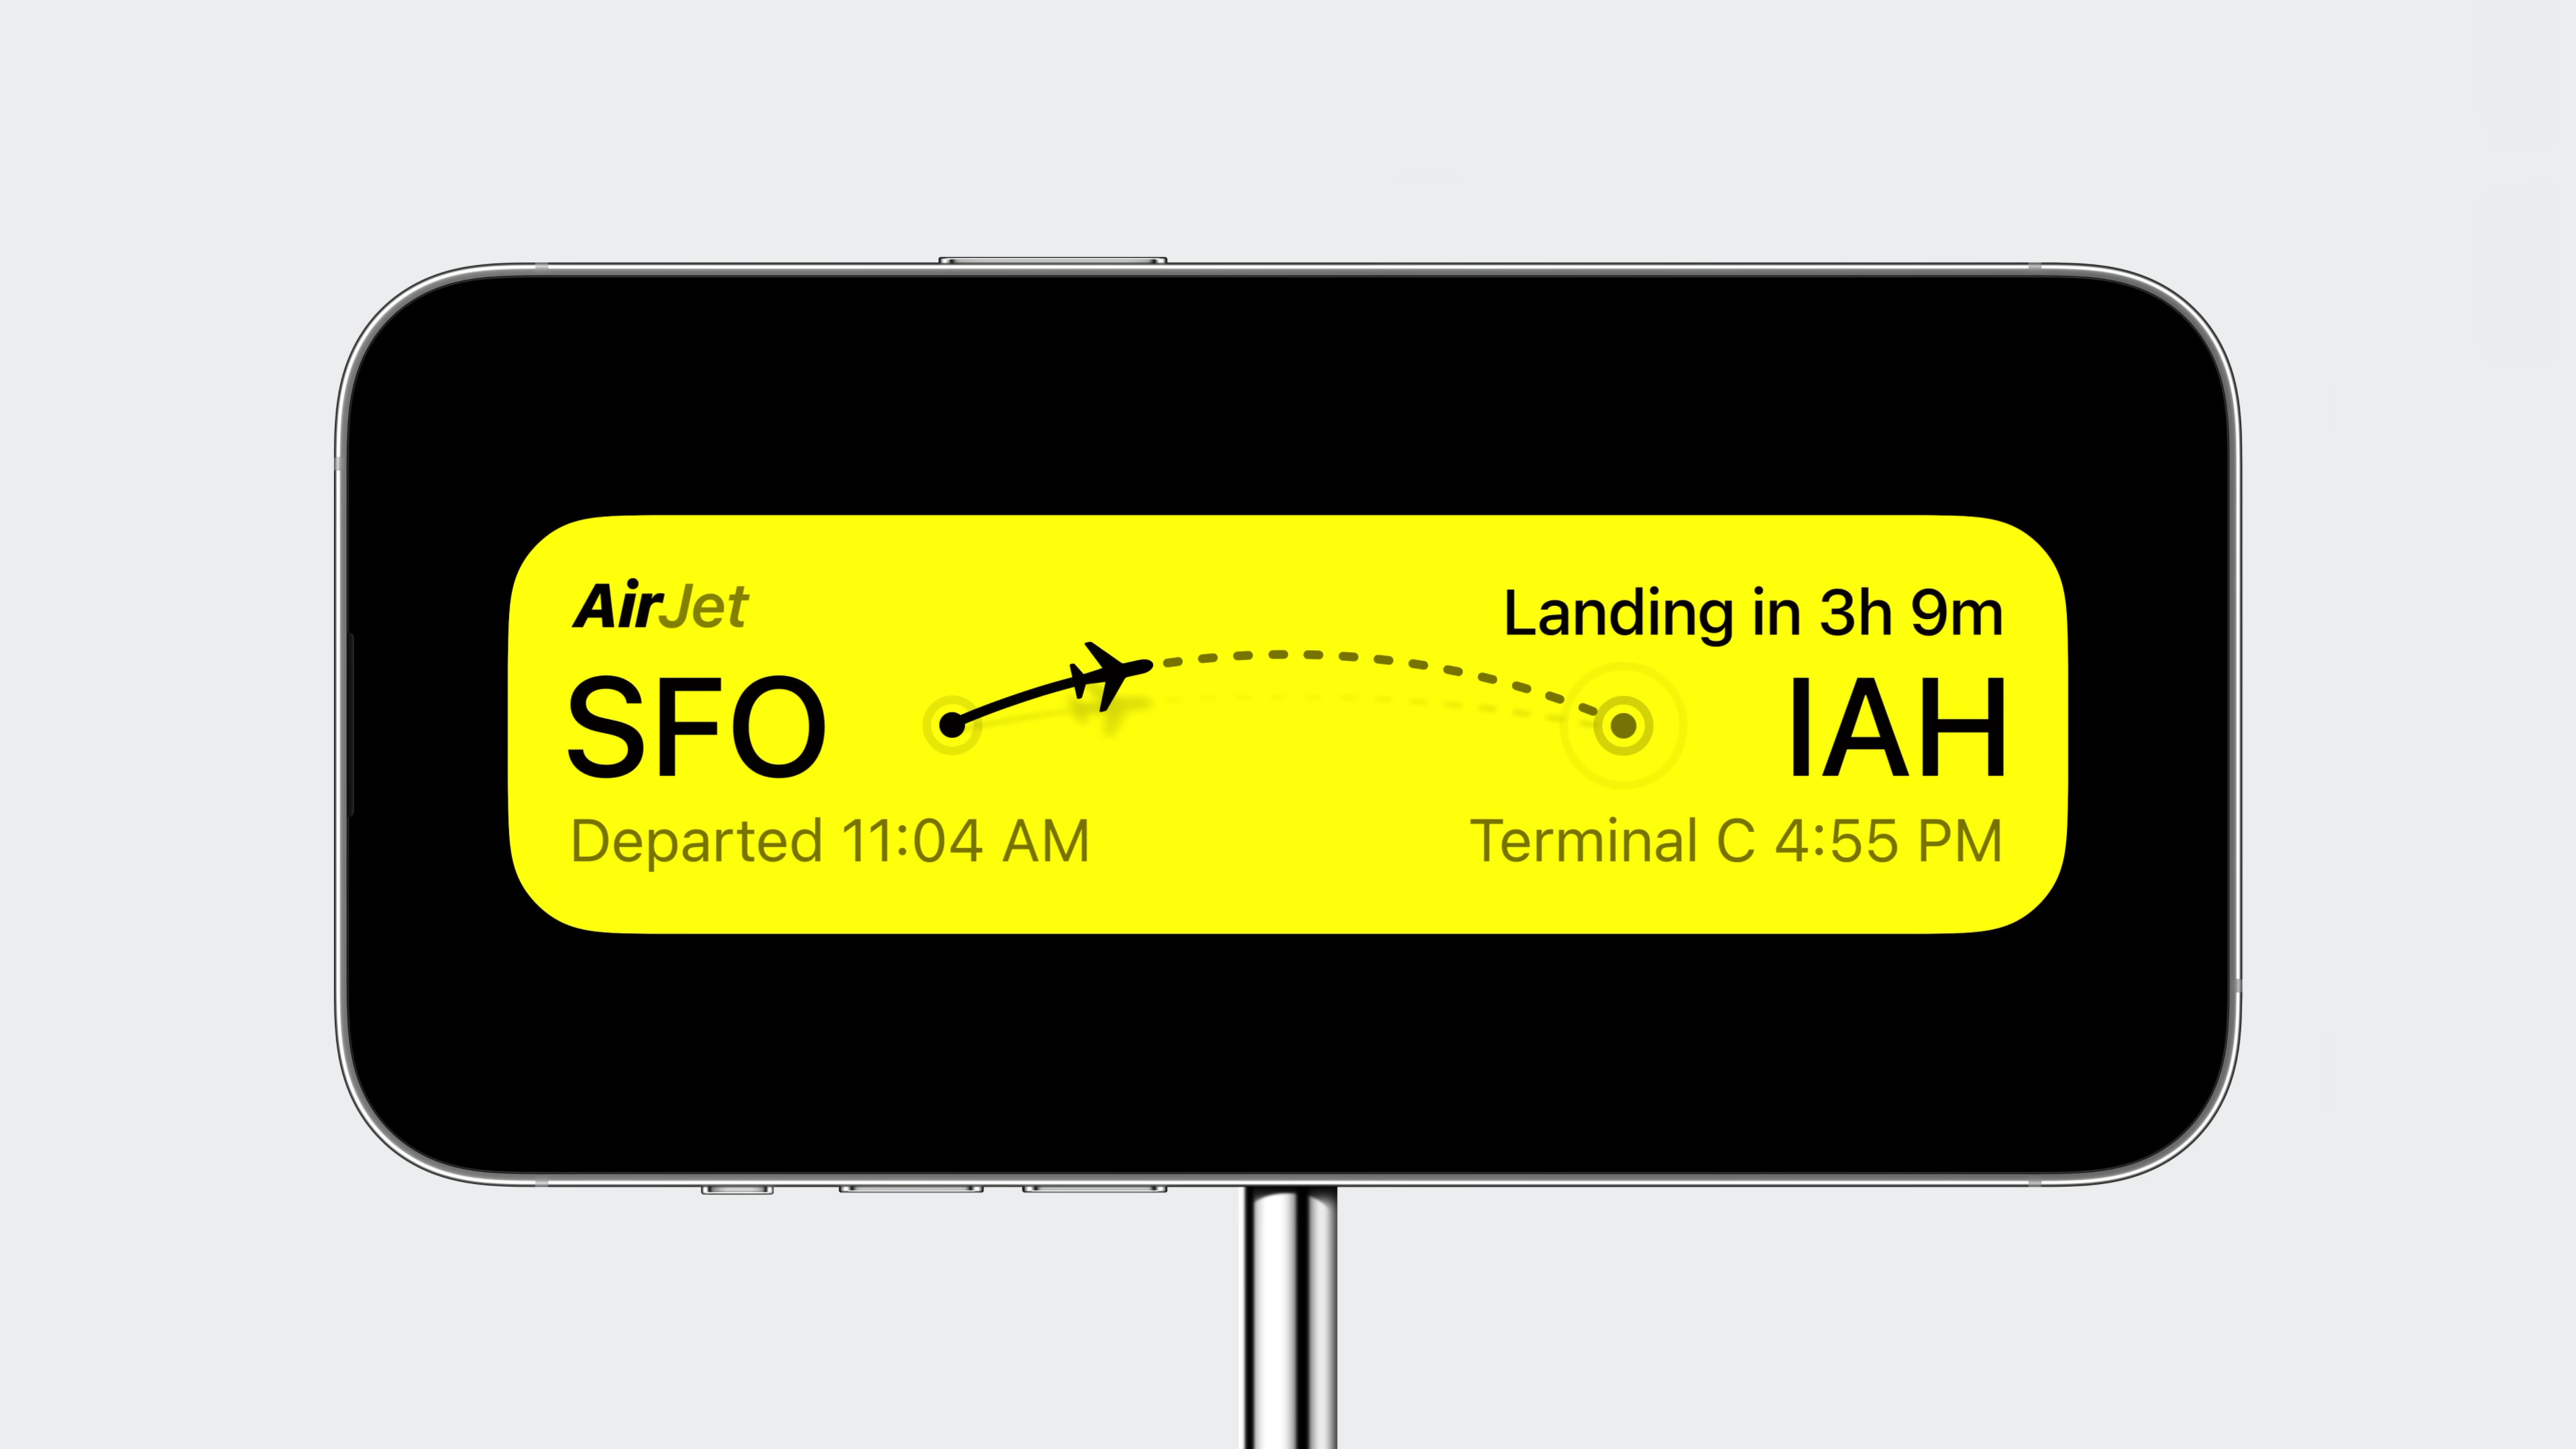 AirJet
Landing in 3h 9m
SFO
IAH
Departed 11:04 AM
Terminal C 4:55 PM